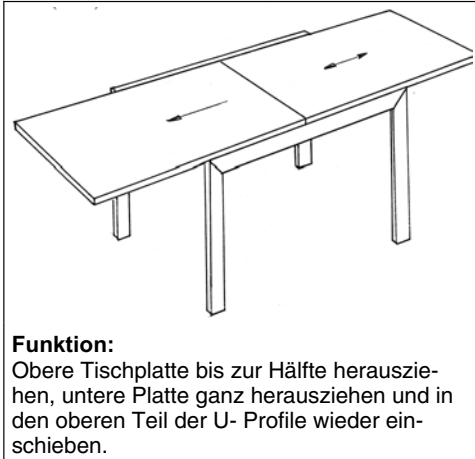 Funktion:
Obere Tischplatte bis zur Hälfte herauszie-
hen, untere Platte ganz herausziehen und in
den oberen Teil der U- Profile wieder ein-
schieben.